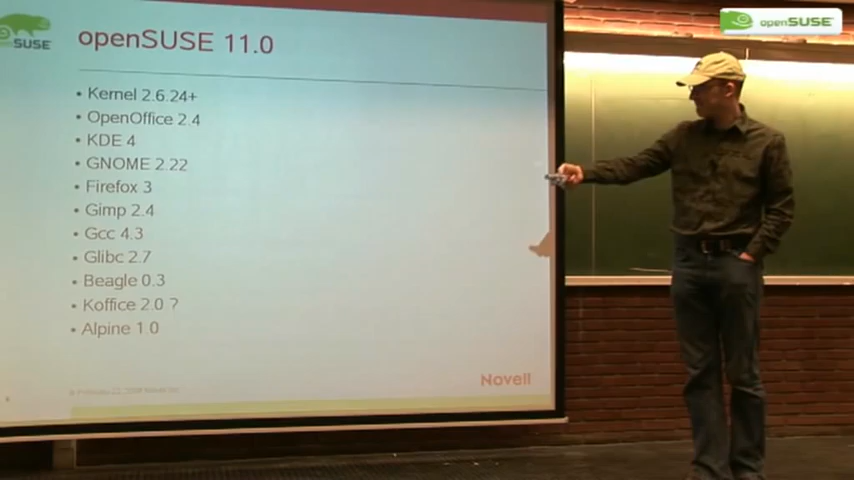 openSUSE
openSUSE 11.0
• Kernel 2.6.24+
• OpenOffice 2.4
• KDE 4
• GNOME 2.22
• Firefox 3
• Gimp 2.4
• Gcc 4.3
• Glibc 2.7
• Beagle 0.3
• Koffice 2.0 ?
• Alpine 1.0
Novell